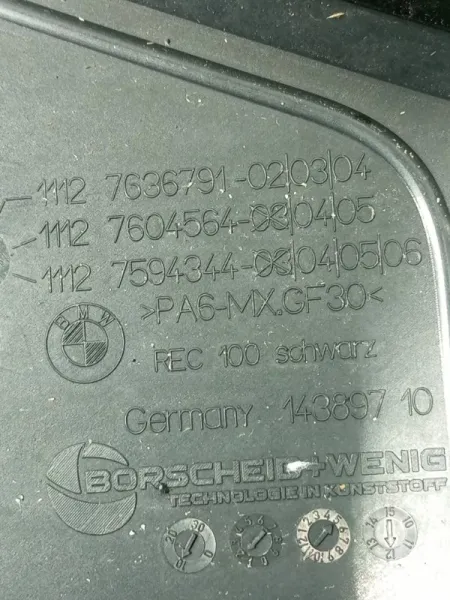 1112 7636791-02|03|04
1112 7604564-03|04|05
1112 7594344-03|04|05|06
>PA6-MX.GF30<
BMW
REC 100 schwarz
Germany 143897 10
BORSCHEID+WENIG
TECHNOLOGIE IN KUNSTSTOFF